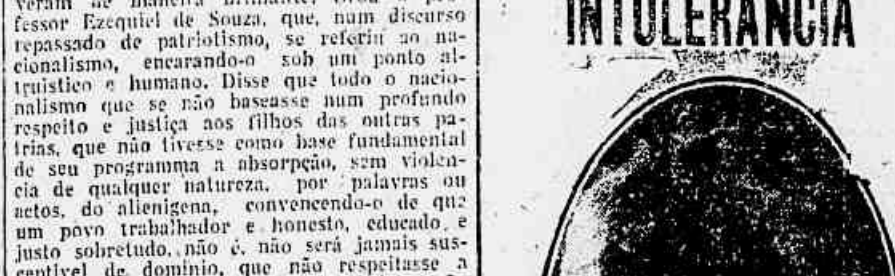 veram de maneira brilhante,
fessor Ezequiel de Souza, que, num discurso
repassado de patriotismo, se referiu ao na-
cionalismo, encarando-o sob um ponto al-
truistico e humano. Disse que todo o nacio-
nalismo que se não baseasse num profundo
respeito e justiça aos filhos das outras pa-
trias, que não tivesse como base fundamental
de seu programma a absorpção, sem violen-
cia de qualquer natureza, por palavras ou
actos, do alienigena, convencendo-o de que
um povo trabalhador e honesto, educado e
justo sobretudo, não é, não será jamais sus-
ceptivel de dominio, que não respeitasse a
INTOLERANCIA